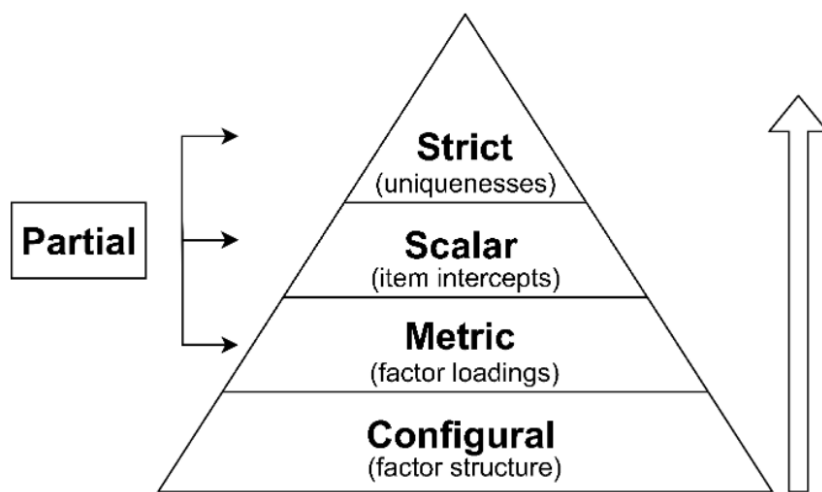 Strict
(uniquenesses)
Partial
Scalar
(item intercepts)
Metric
(factor loadings)
Configural
(factor structure)